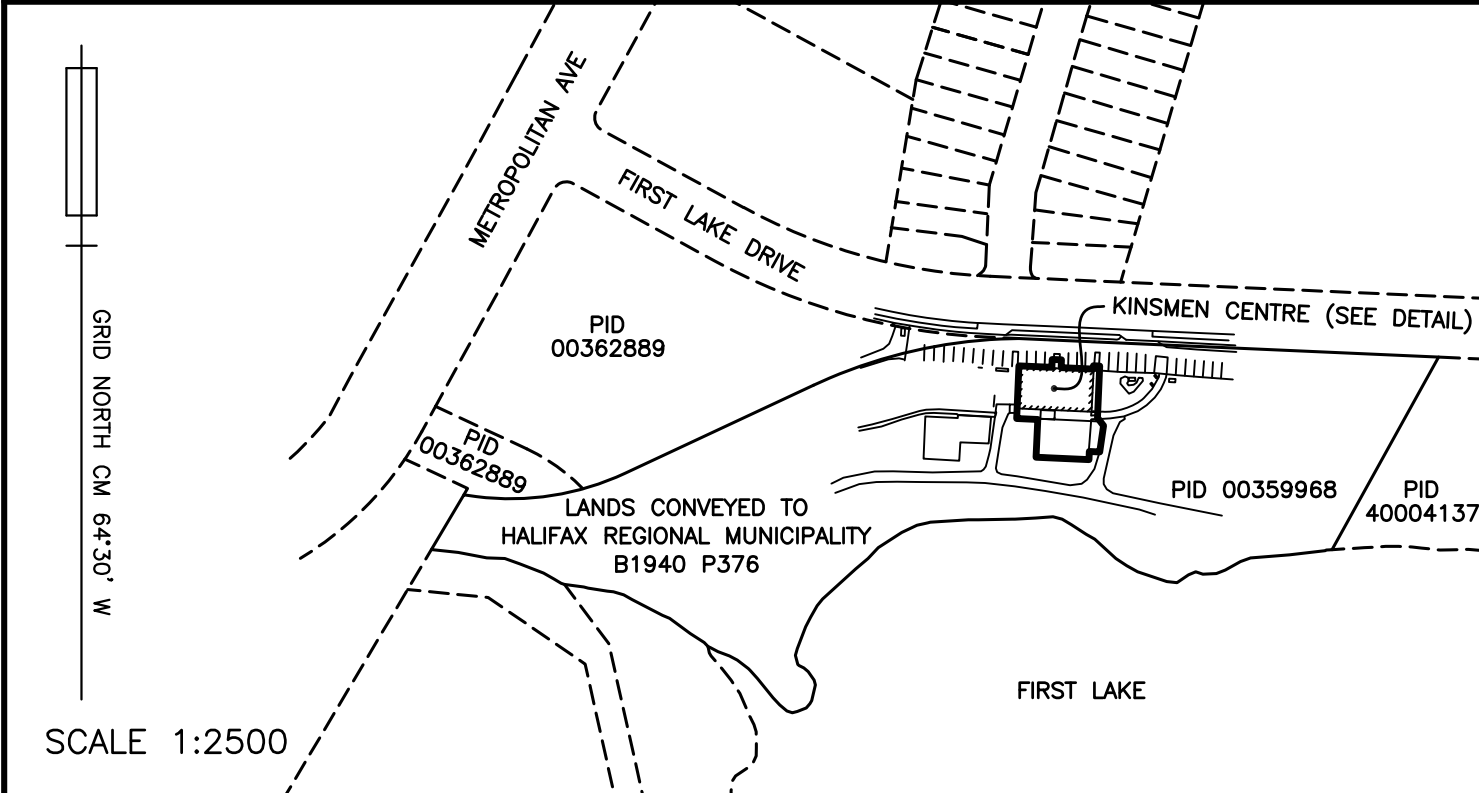 METROPOLITAN AVE
FIRST LAKE DRIVE
KINSMEN CENTRE (SEE DETAIL)
PID
00362889
GRID NORTH CM 64°30' W
PID
00362889
LANDS CONVEYED TO
HALIFAX REGIONAL MUNICIPALITY
B1940 P376
PID 00359968
PID
40004137
FIRST LAKE
SCALE 1:2500